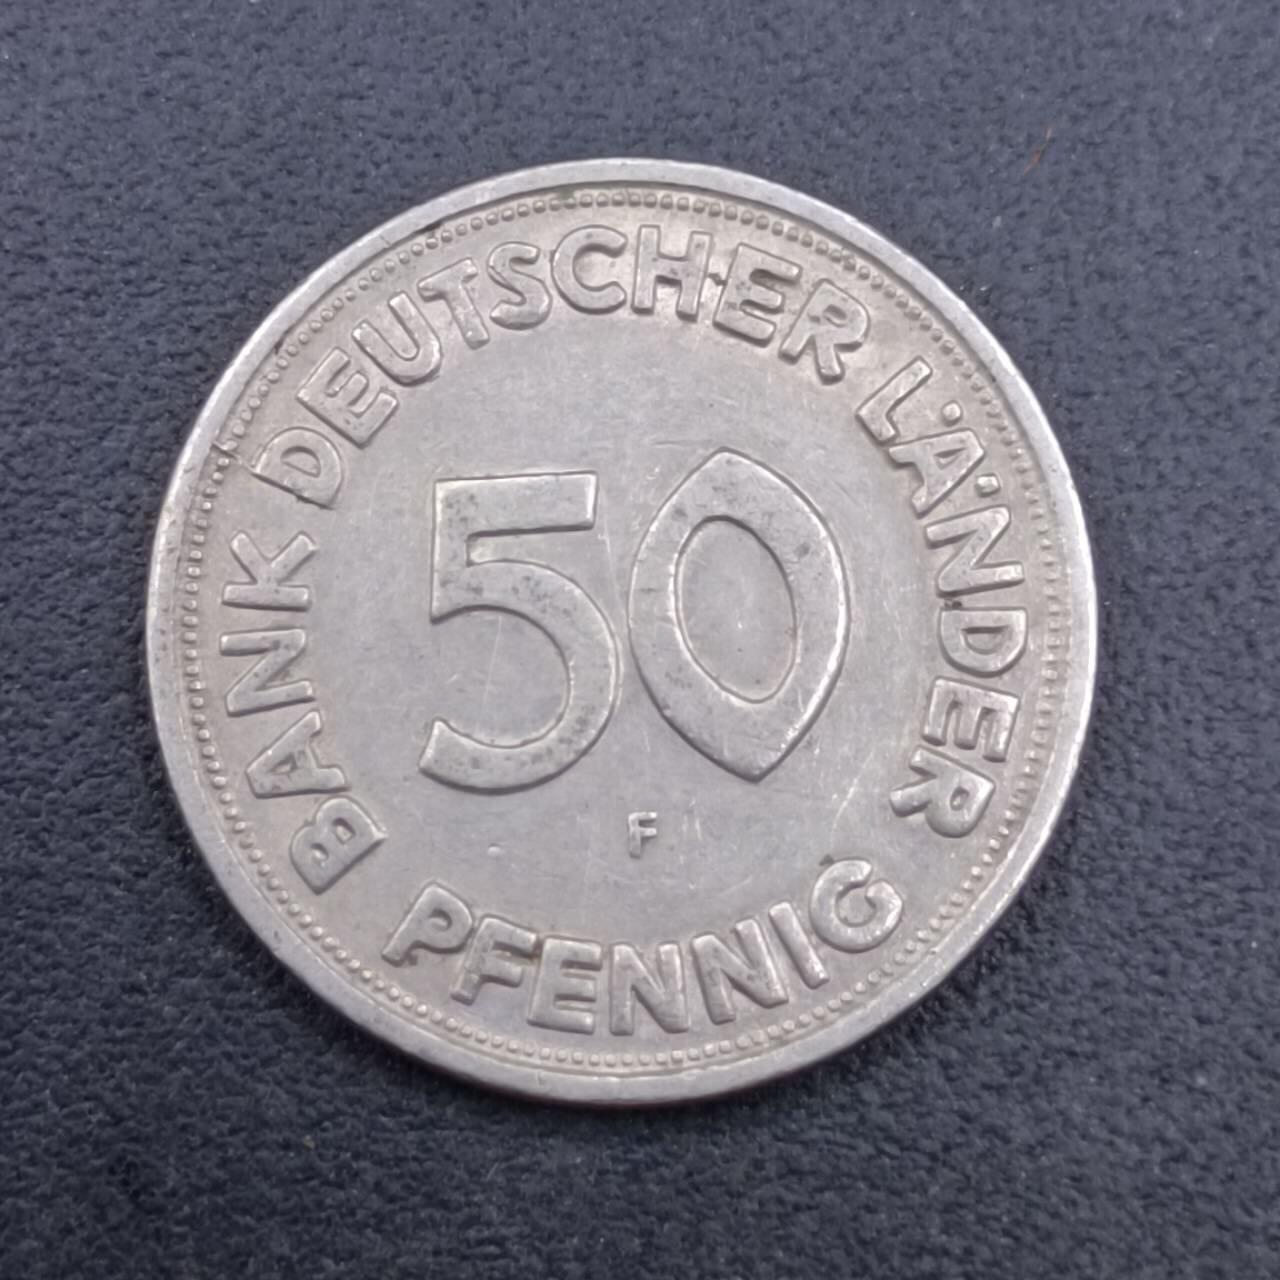 BANK DEUTSCHER LÄNDER
50
F
PFENNIG